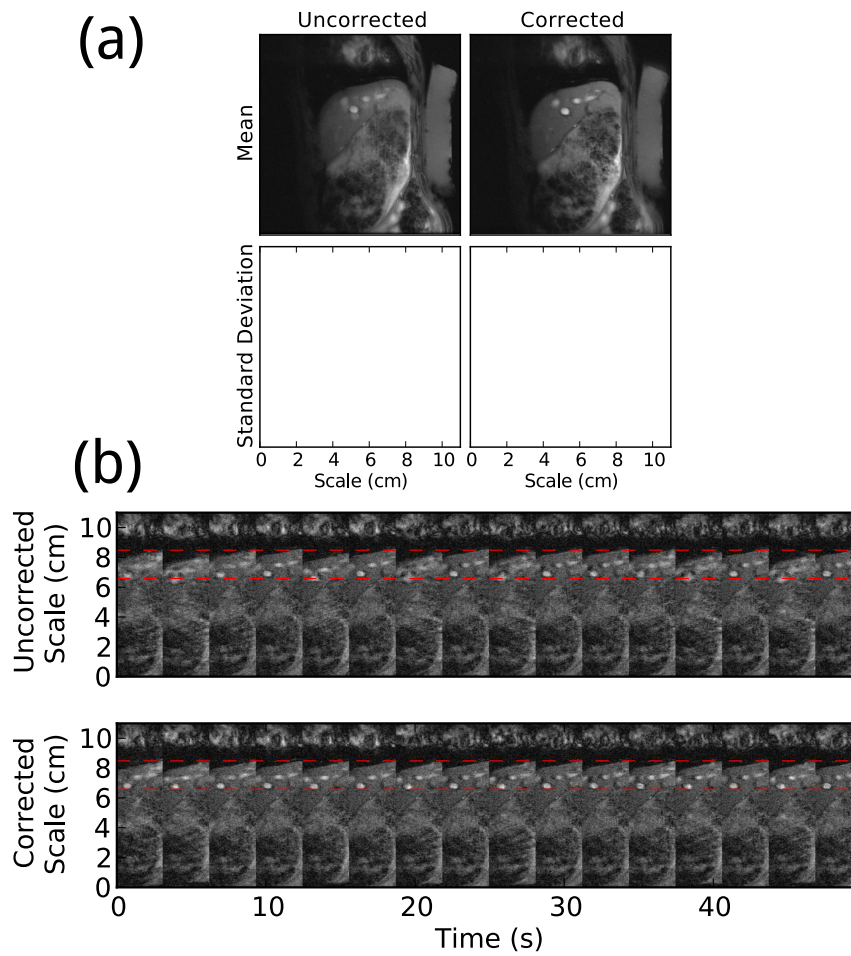 (a)
Uncorrected
Corrected
Mean
Standard Deviation
0 2 4 6 8 10
0 2 4 6 8 10
Scale (cm)
Scale (cm)
(b)
Uncorrected
Scale (cm)
10
8
6
4
2
0
Corrected
Scale (cm)
10
8
6
4
2
0
0 10 20 30 40
Time (s)